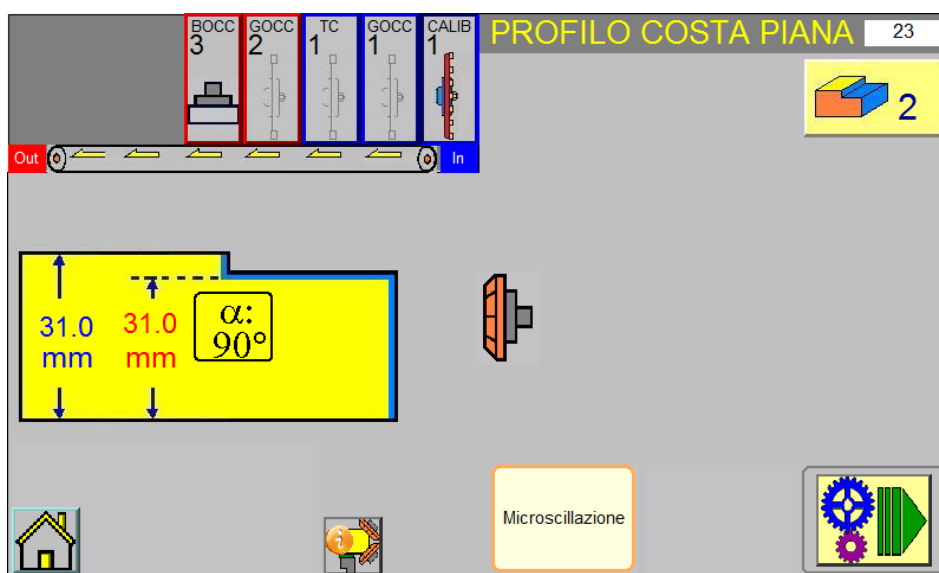 BOCC GOCC TC GOCC CALIB
3 2 1 1 1
PROFILO COSTA PIANA 23
2
Out In
31.0 mm
31.0 mm
α: 90°
Microscillazione